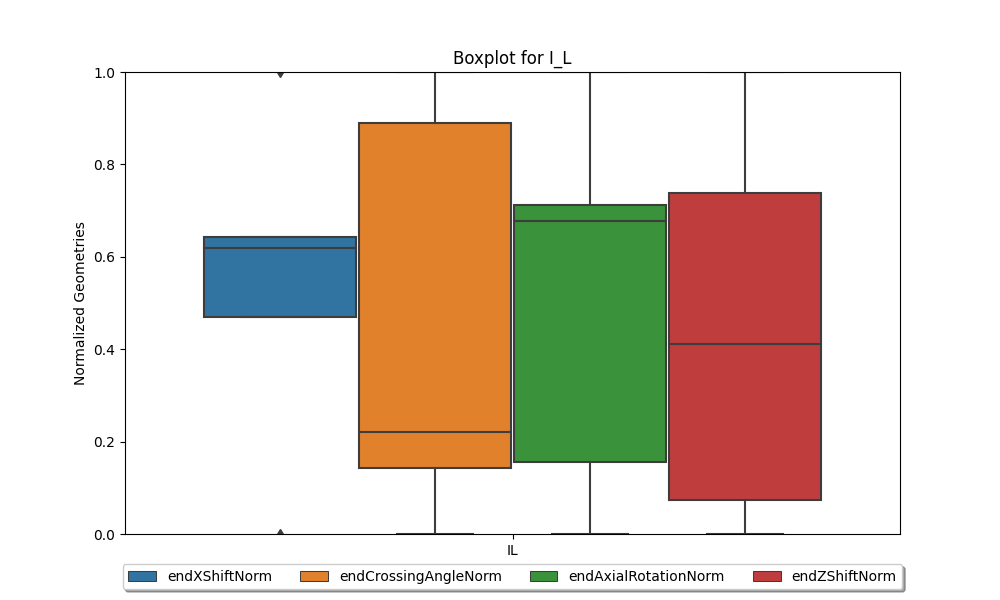 Boxplot for I_L
1.0
0.8
0.6
0.4
0.2
0.0
Normalized Geometries
IL
endXShiftNorm endCrossingAngleNorm endAxialRotationNorm endZShiftNorm